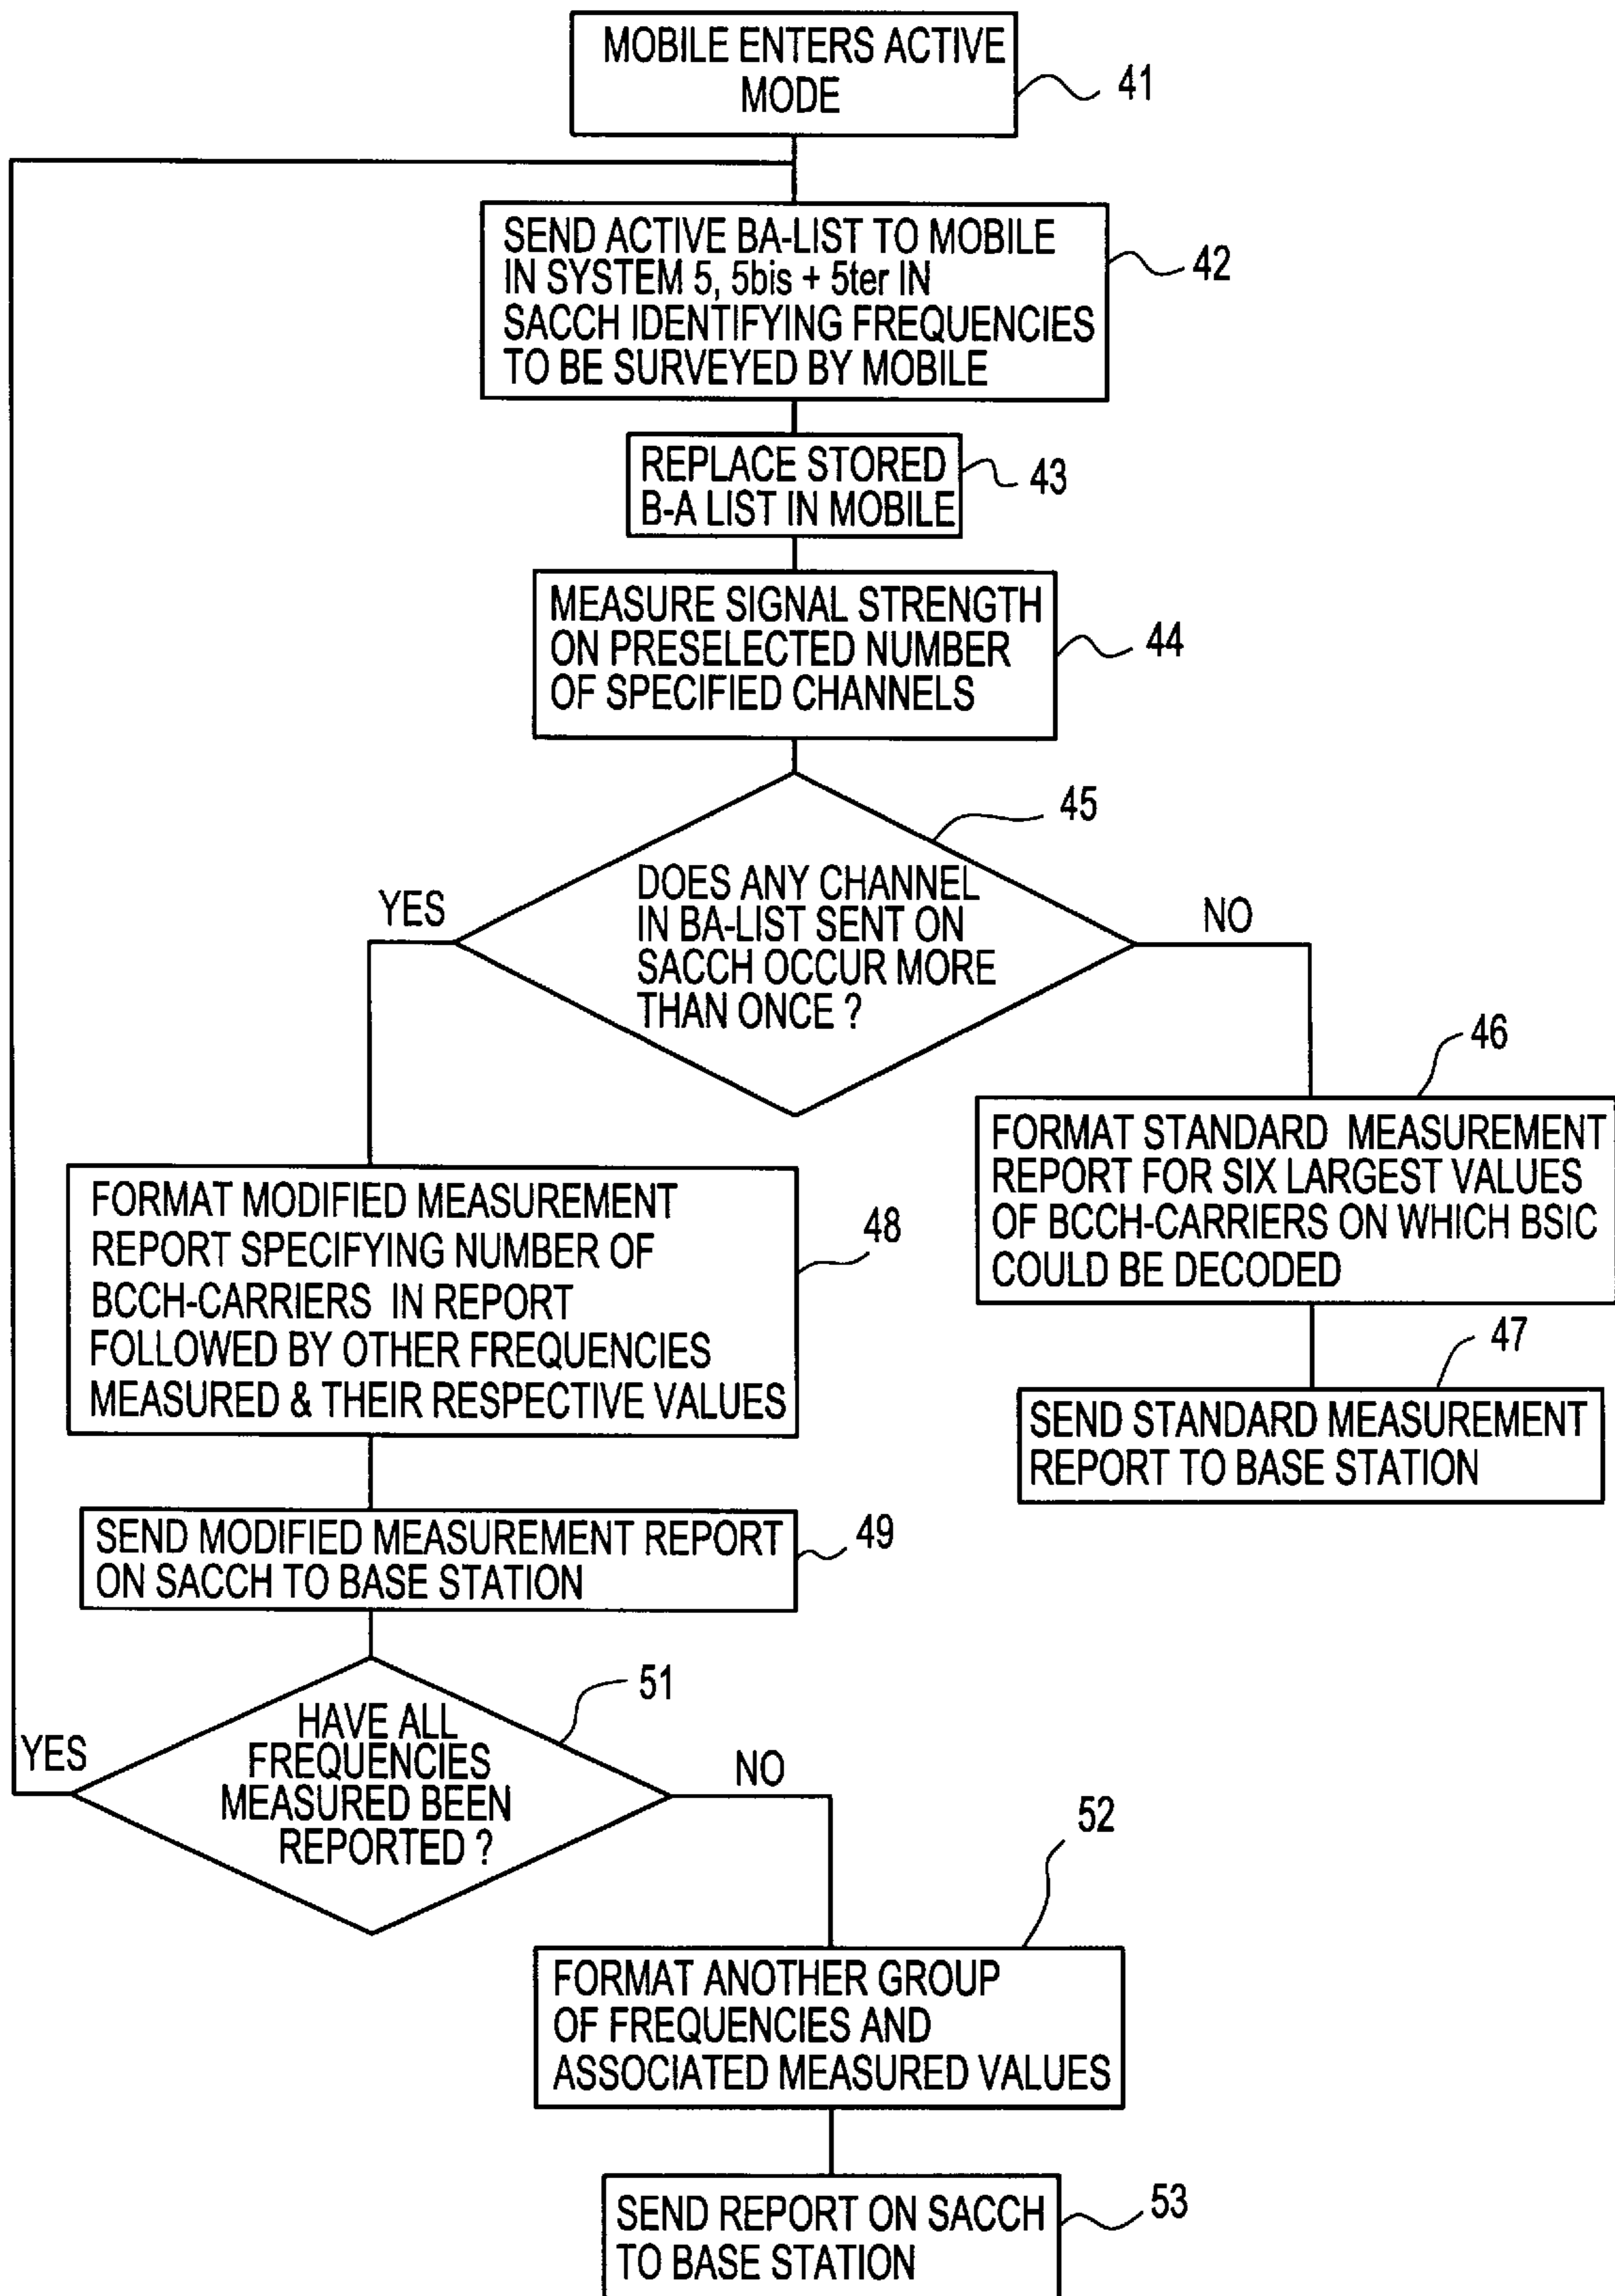 MOBILE ENTERS ACTIVE
MODE
41
SEND ACTIVE BA-LIST TO MOBILE
IN SYSTEM 5, 5bis + 5ter IN
SACCH IDENTIFYING FREQUENCIES
TO BE SURVEYED BY MOBILE
42
REPLACE STORED
B-A LIST IN MOBILE
43
MEASURE SIGNAL STRENGTH
ON PRESELECTED NUMBER
OF SPECIFIED CHANNELS
44
45
DOES ANY CHANNEL
IN BA-LIST SENT ON
SACCH OCCUR MORE
THAN ONCE ?
YES
NO
46
FORMAT STANDARD MEASUREMENT
REPORT FOR SIX LARGEST VALUES
OF BCCH-CARRIERS ON WHICH BSIC
COULD BE DECODED
47
SEND STANDARD MEASUREMENT
REPORT TO BASE STATION
FORMAT MODIFIED MEASUREMENT
REPORT SPECIFYING NUMBER OF
BCCH-CARRIERS IN REPORT
FOLLOWED BY OTHER FREQUENCIES
MEASURED & THEIR RESPECTIVE VALUES
48
SEND MODIFIED MEASUREMENT REPORT
ON SACCH TO BASE STATION
49
51
HAVE ALL
FREQUENCIES
MEASURED BEEN
REPORTED ?
YES
NO
52
FORMAT ANOTHER GROUP
OF FREQUENCIES AND
ASSOCIATED MEASURED VALUES
SEND REPORT ON SACCH
TO BASE STATION
53